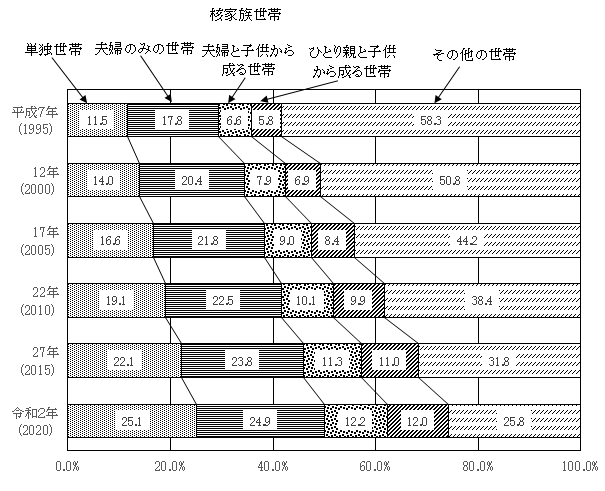 核家族世帯
単独世帯
夫婦のみの世帯
夫婦と子供から
成る世帯
ひとり親と子供
から成る世帯
その他の世帯
平成7年
(1995)
11.5 17.8 6.6 5.8 58.3
12年
(2000)
14.0 20.4 7.9 6.9 50.8
17年
(2005)
16.6 21.8 9.0 8.4 44.2
22年
(2010)
19.1 22.5 10.1 9.9 38.4
27年
(2015)
22.1 23.8 11.3 11.0 31.8
令和2年
(2020)
25.1 24.9 12.2 12.0 25.8
0.0% 20.0% 40.0% 60.0% 80.0% 100.0%